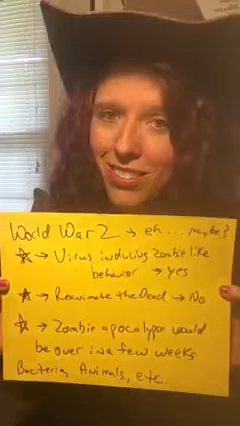 World War Z → eh... maybe?
☆ → Virus inducing Zombie like
behavior → yes
☆ → Reanimate the Dead → No
☆ → Zombie apocalypse would
be over in a few weeks
Bacteria, Animals, etc.